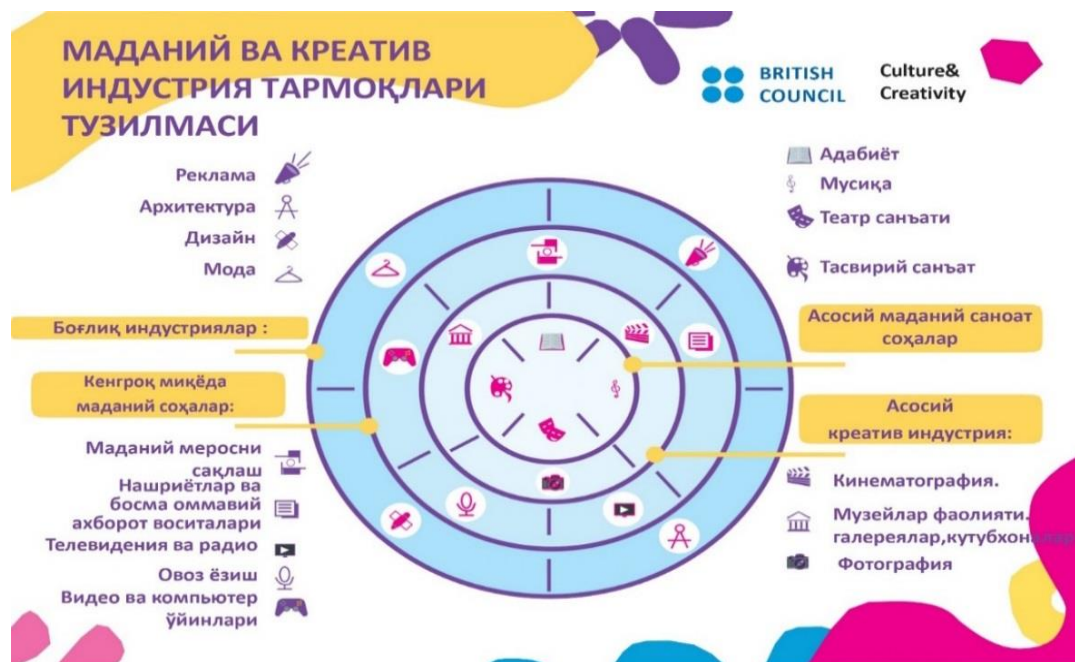 МАДАНИЙ ВА КРЕАТИВ
ИНДУСТРИЯ ТАРМОҚЛАРИ
ТУЗИЛМАСИ
BRITISH
COUNCIL
Culture&
Creativity
Реклама
Архитектура
Дизайн
Мода
Адабиёт
Мусиқа
Театр санъати
Тасвирий санъат
Боғлиқ индустриялар :
Кенгроқ миқёда
маданий соҳалар:
Асосий маданий саноат
соҳалар
Асосий
креатив индустрия:
Маданий меросни
сақлаш
Нашриётлар ва
босма оммавий
ахборот воситалари
Телевидения ва радио
Овоз ёзиш
Видео ва компьютер
ўйинлари
Кинематография.
Музейлар фаолияти.
галереялар,кутубхоналар
Фотография